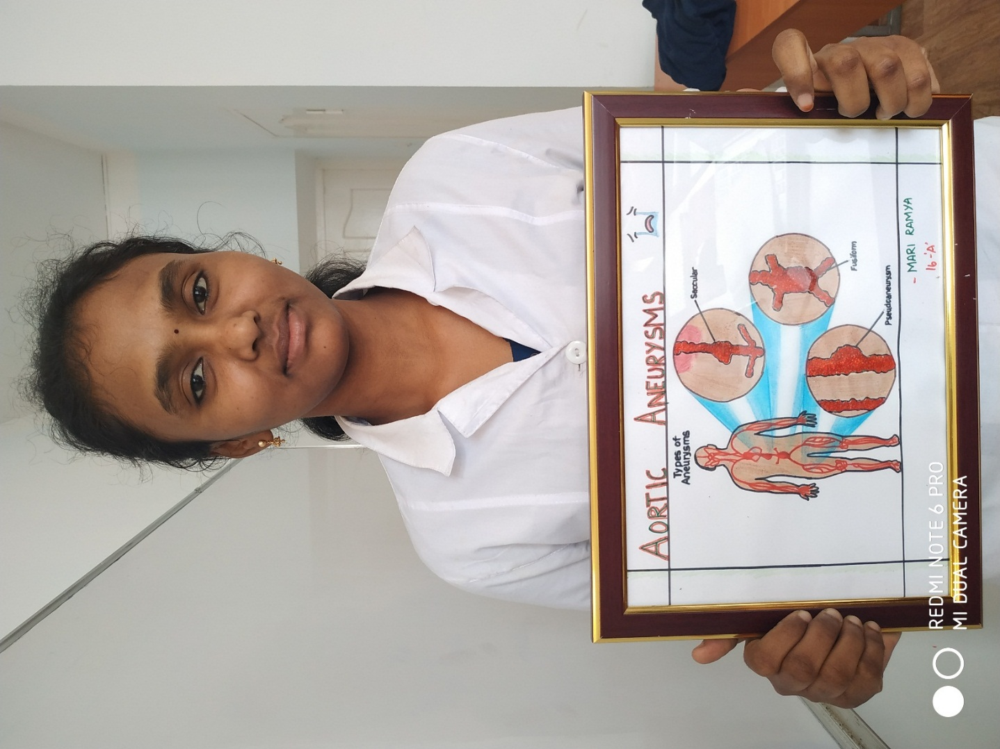 AORTIC ANEURYSMS
Types of
Aneurysms
Saccular
Fusiform
Pseudoaneurysm
- MARI RAMYA
16-'A'
REDMI NOTE 6 PRO
MI DUAL CAMERA